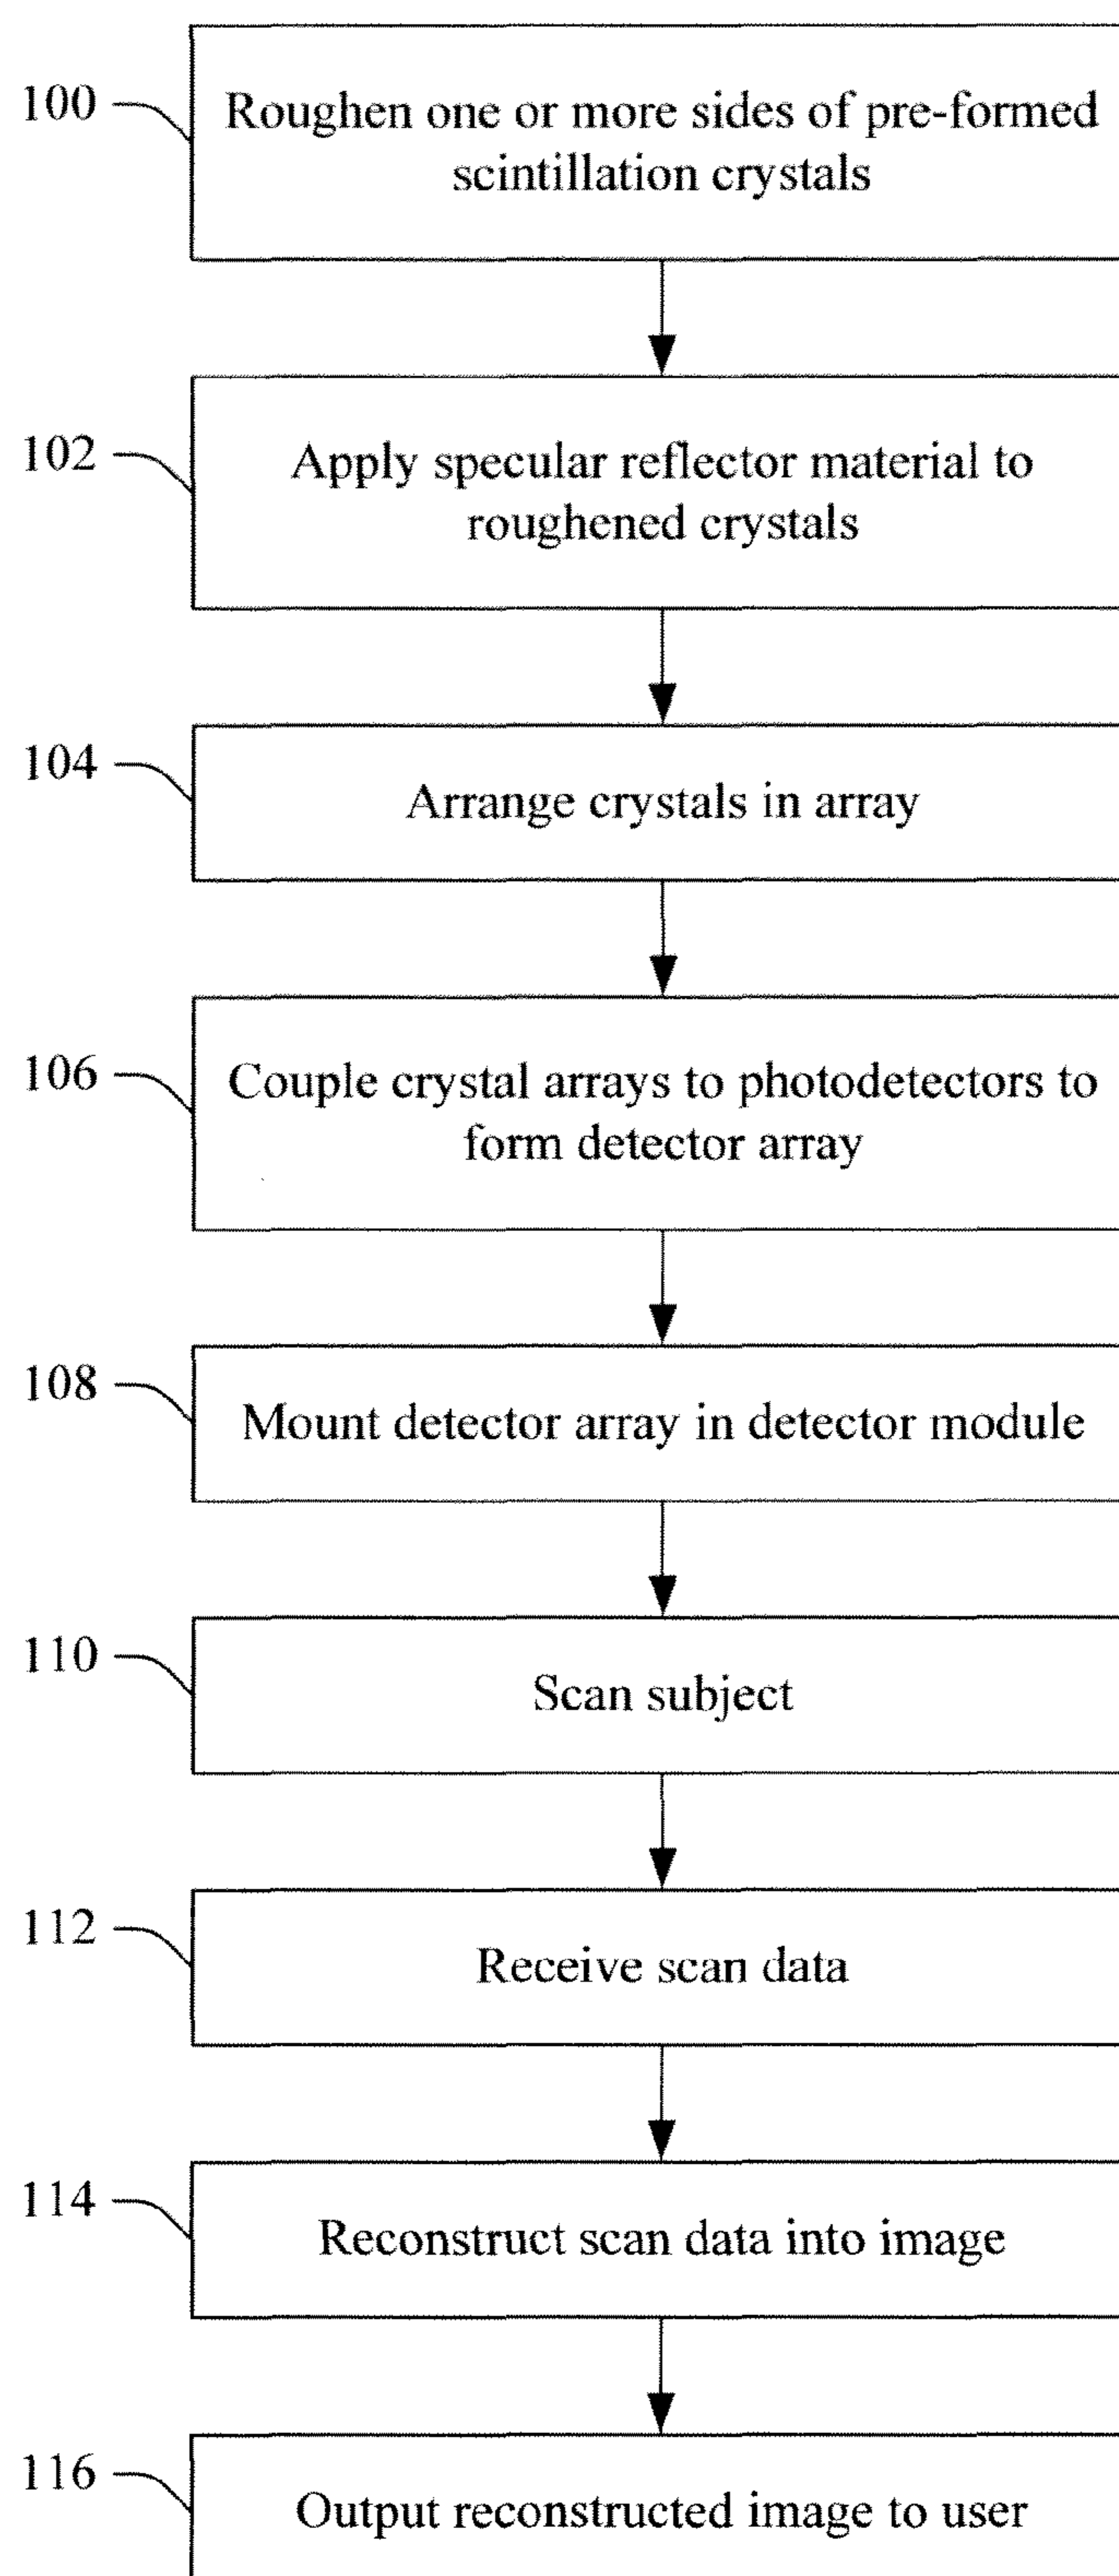 100
Roughen one or more sides of pre-formed
scintillation crystals
102
Apply specular reflector material to
roughened crystals
104
Arrange crystals in array
106
Couple crystal arrays to photodetectors to
form detector array
108
Mount detector array in detector module
110
Scan subject
112
Receive scan data
114
Reconstruct scan data into image
116
Output reconstructed image to user